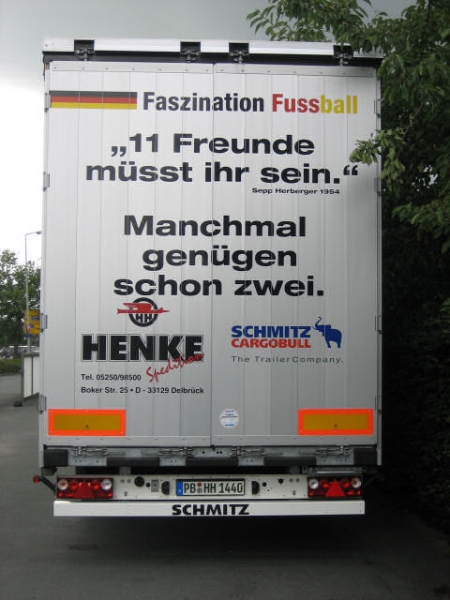 Faszination Fussball
„11 Freunde
müsst ihr sein.“
Sepp Herberger 1954
Manchmal
genügen
schon zwei.
HH
HENKE
Spedition
Tel. 05250/98500
Boker Str. 25 • D - 33129 Delbrück
SCHMITZ
CARGOBULL
The TrailerCompany.
PB HH 1440
SCHMITZ